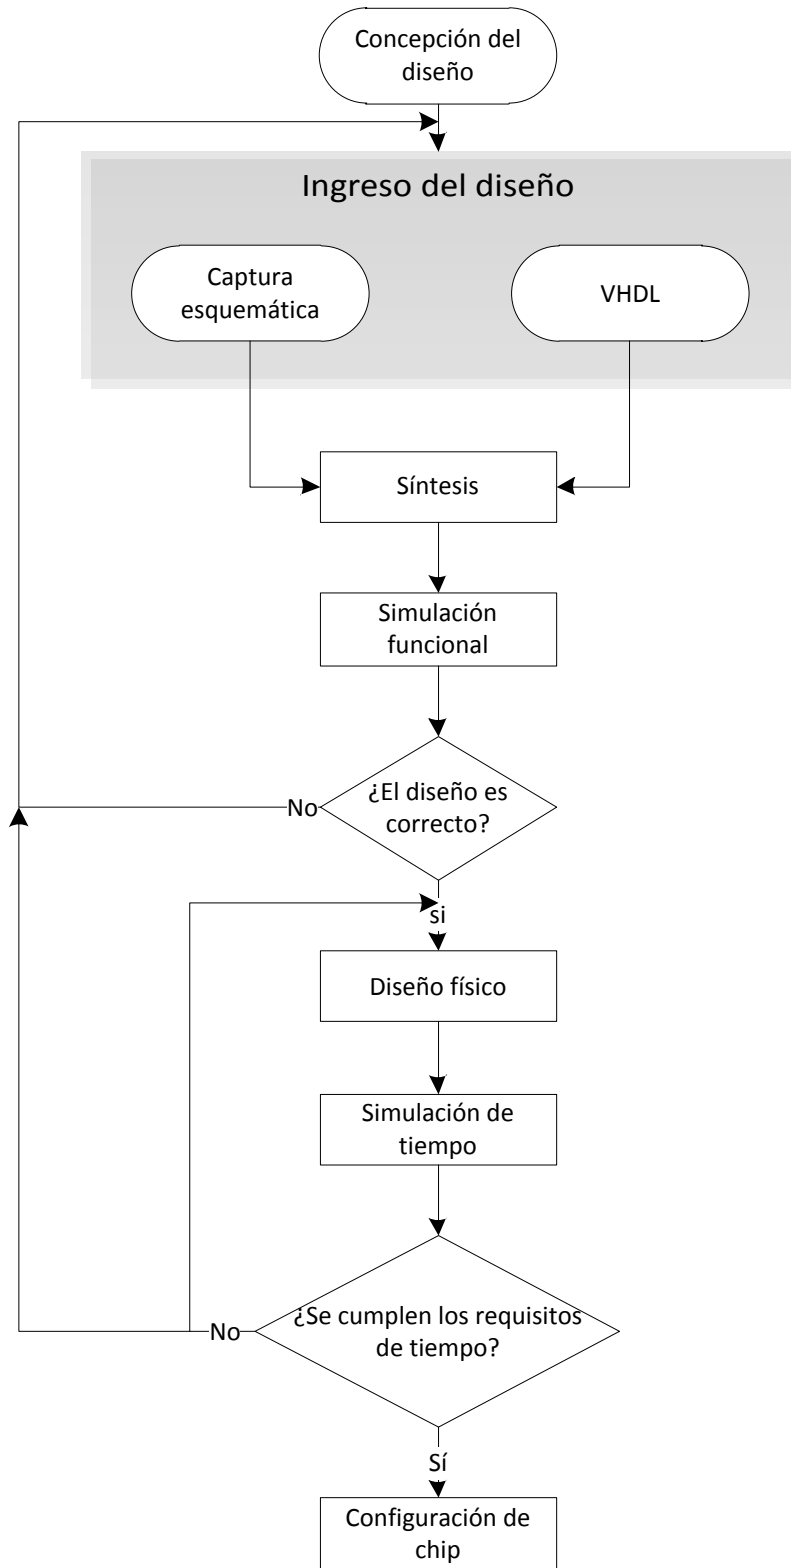 Concepción del
diseño
Ingreso del diseño
Captura
esquemática
VHDL
Síntesis
Simulación
funcional
¿El diseño es
correcto?
No
si
Diseño físico
Simulación de
tiempo
¿Se cumplen los requisitos
de tiempo?
No
Sí
Configuración de
chip